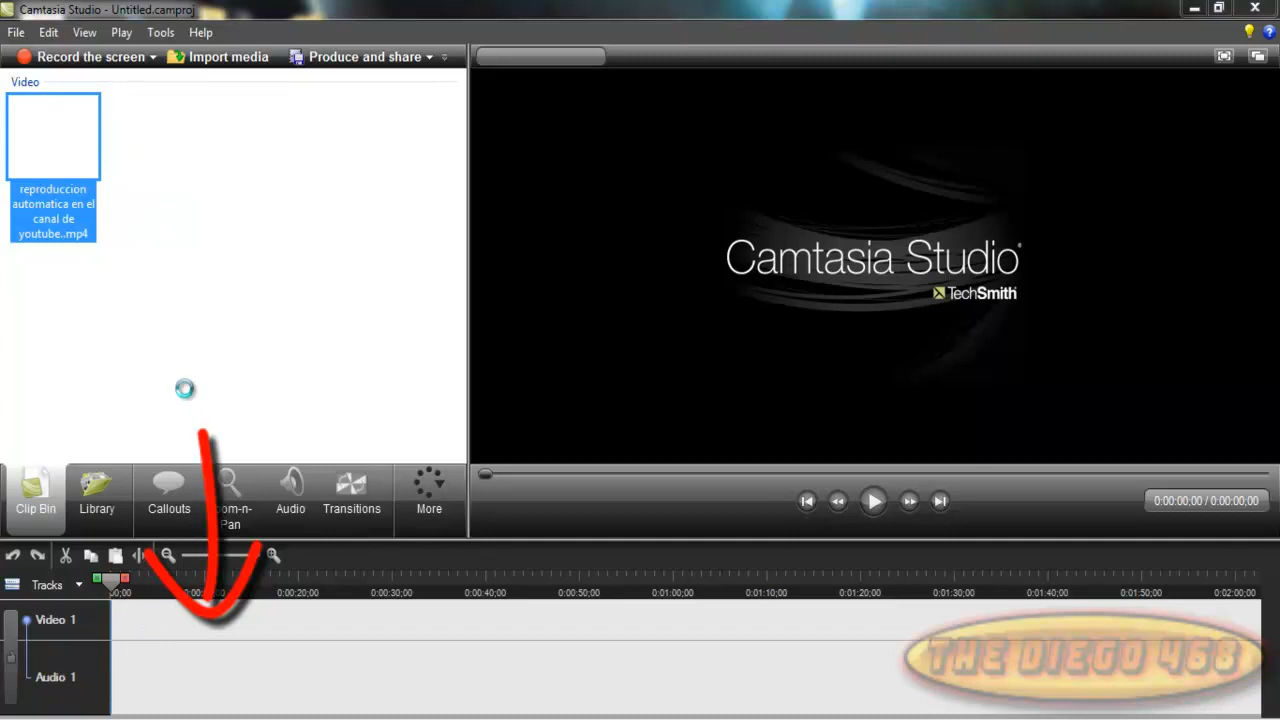 Camtasia Studio - Untitled.camproj
File Edit View Play Tools Help
Record the screen Import media Produce and share
Video
reproduccion
automatica en el
canal de
youtube..mp4
Camtasia Studio
TechSmith
Clip Bin Library Callouts Zoom-n-Pan Audio Transitions More
0:00:00;00 / 0:00:00;00
Tracks
0:00:20;00 0:00:30;00 0:00:40;00 0:00:50;00 0:01:00;00 0:01:10;00 0:01:20;00 0:01:30;00 0:01:40;00 0:01:50;00 0:02:00;00
Video 1
Audio 1
THE DIEGO 468